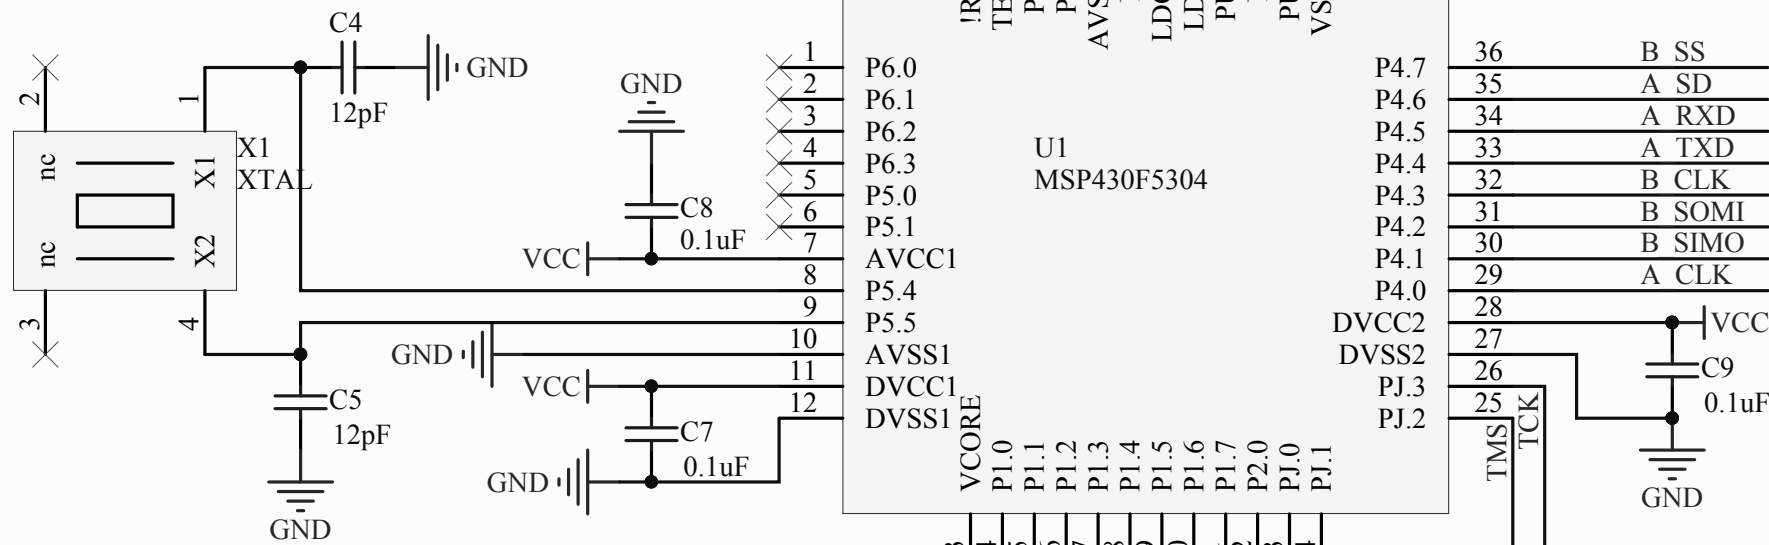 C4
GND
12pF
2
1
nc
X1
X1
XTAL
nc
X2
3
4
C5
12pF
GND
GND
C8
0.1uF
VCC
GND
VCC
C7
0.1uF
GND
1 P6.0
2 P6.1
3 P6.2
4 P6.3
5 P5.0
6 P5.1
7 AVCC1
8 P5.4
9 P5.5
10 AVSS1
11 DVCC1
12 DVSS1
U1
MSP430F5304
P4.7 36 B SS
P4.6 35 A SD
P4.5 34 A RXD
P4.4 33 A TXD
P4.3 32 B CLK
P4.2 31 B SOMI
P4.1 30 B SIMO
P4.0 29 A CLK
DVCC2 28 VCC
DVSS2 27
PJ.3 26
PJ.2 25
C9
0.1uF
TCK
TMS
GND
VCORE
P1.0
P1.1
P1.2
P1.3
P1.4
P1.5
P1.6
P1.7
P2.0
PJ.0
PJ.1